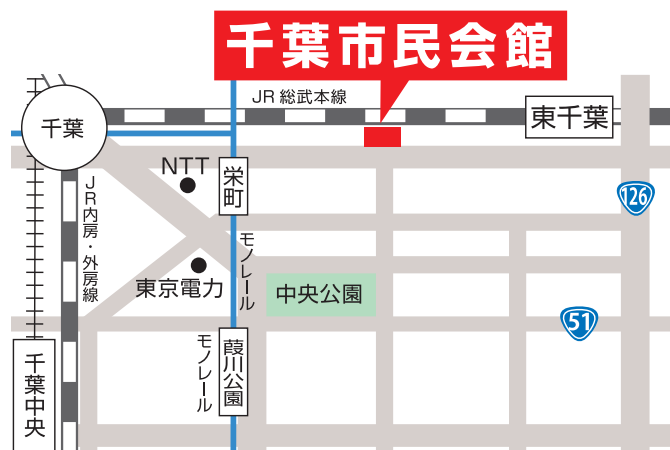 千葉市民会館
JR 総武本線
東千葉
千葉
NTT
栄町
126
JR内房・外房線
モノレール
東京電力
中央公園
51
モノレール
葭川公園
千葉中央